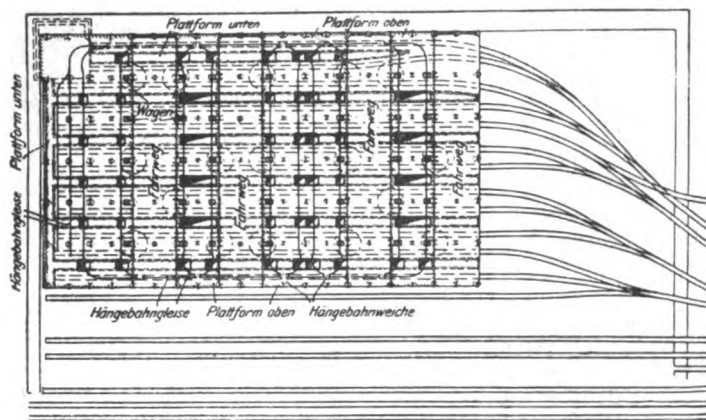 Plattform unten
Plattform oben
Plattform unten
Wagen
Fahrweg
Fahrweg
Fahrweg
Fahrweg
Hängebahngleise
Hängebahngleise
Plattform oben
Hängebahnweiche